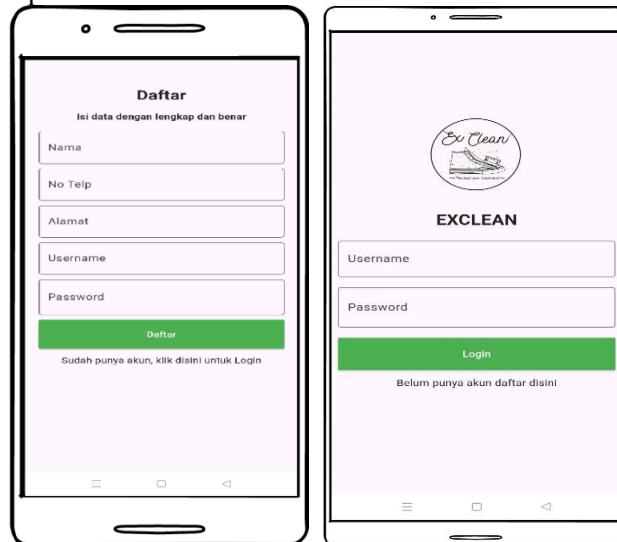 Daftar
Isi data dengan lengkap dan benar
Nama
No Telp
Alamat
Username
Password
Daftar
Sudah punya akun, klik disini untuk Login
Ex Clean
EXCLEAN
Username
Password
Login
Belum punya akun daftar disini